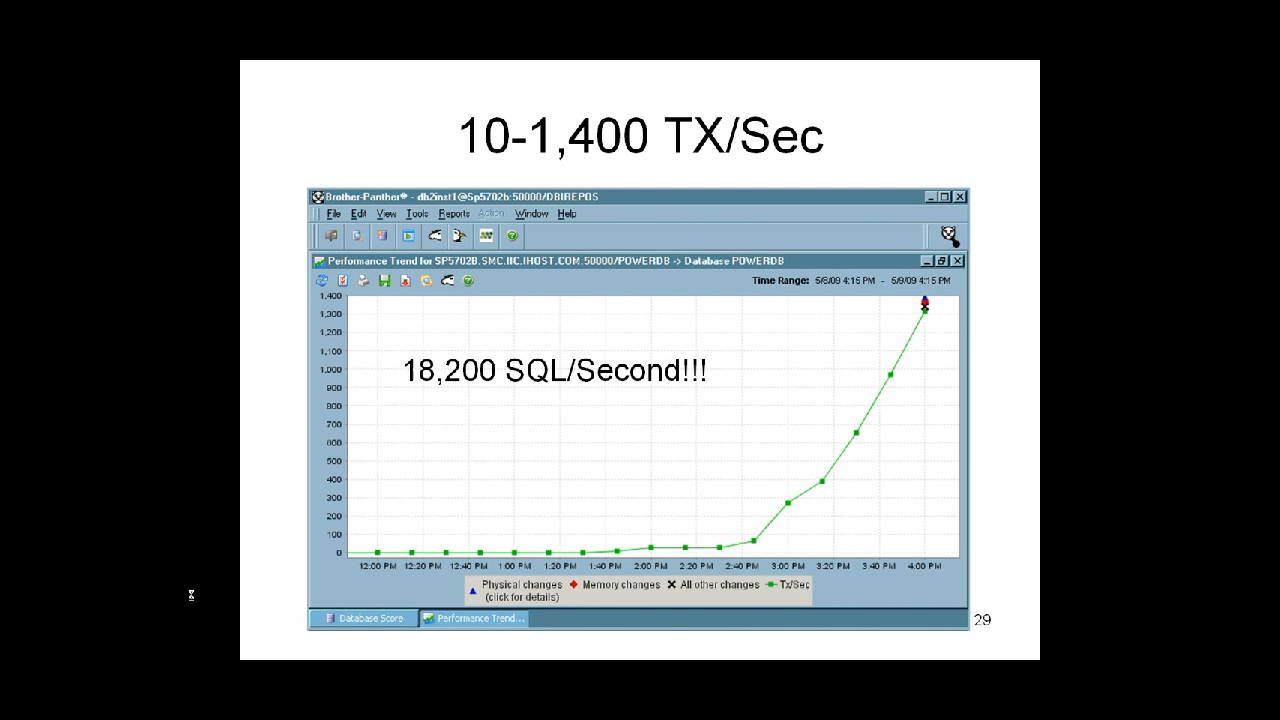 10-1,400 TX/Sec
Brother-Panther® - db2inst1@Sp5702b:50000/DBIREPOS
File Edit View Tools Reports Action Window Help
Performance Trend for SP5702B.SMC.IIC.IHOST.COM:50000/POWERDB -> Database POWERDB
Time Range: 5/8/09 4:15 PM - 5/9/09 4:15 PM
1,400
1,300
1,200
1,100
1,000
900
800
700
600
500
400
300
200
100
0
18,200 SQL/Second!!!
12:00 PM 12:20 PM 12:40 PM 1:00 PM 1:20 PM 1:40 PM 2:00 PM 2:20 PM 2:40 PM 3:00 PM 3:20 PM 3:40 PM 4:00 PM
Physical changes Memory changes All other changes Tx/Sec
(click for details)
Database Score Performance Trend...
29